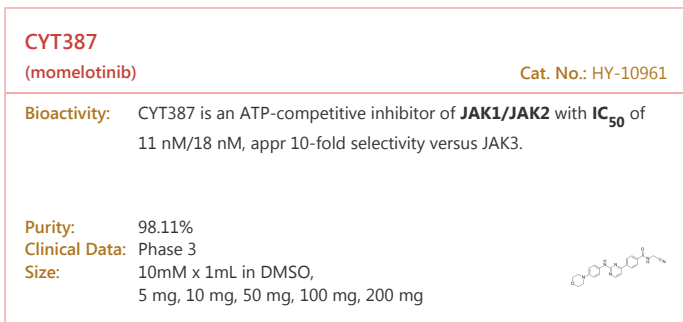 CYT387
(momelotinib)
Cat. No.: HY-10961
Bioactivity: CYT387 is an ATP-competitive inhibitor of JAK1/JAK2 with IC50 of
11 nM/18 nM, appr 10-fold selectivity versus JAK3.
Purity: 98.11%
Clinical Data: Phase 3
Size: 10mM x 1mL in DMSO,
5 mg, 10 mg, 50 mg, 100 mg, 200 mg